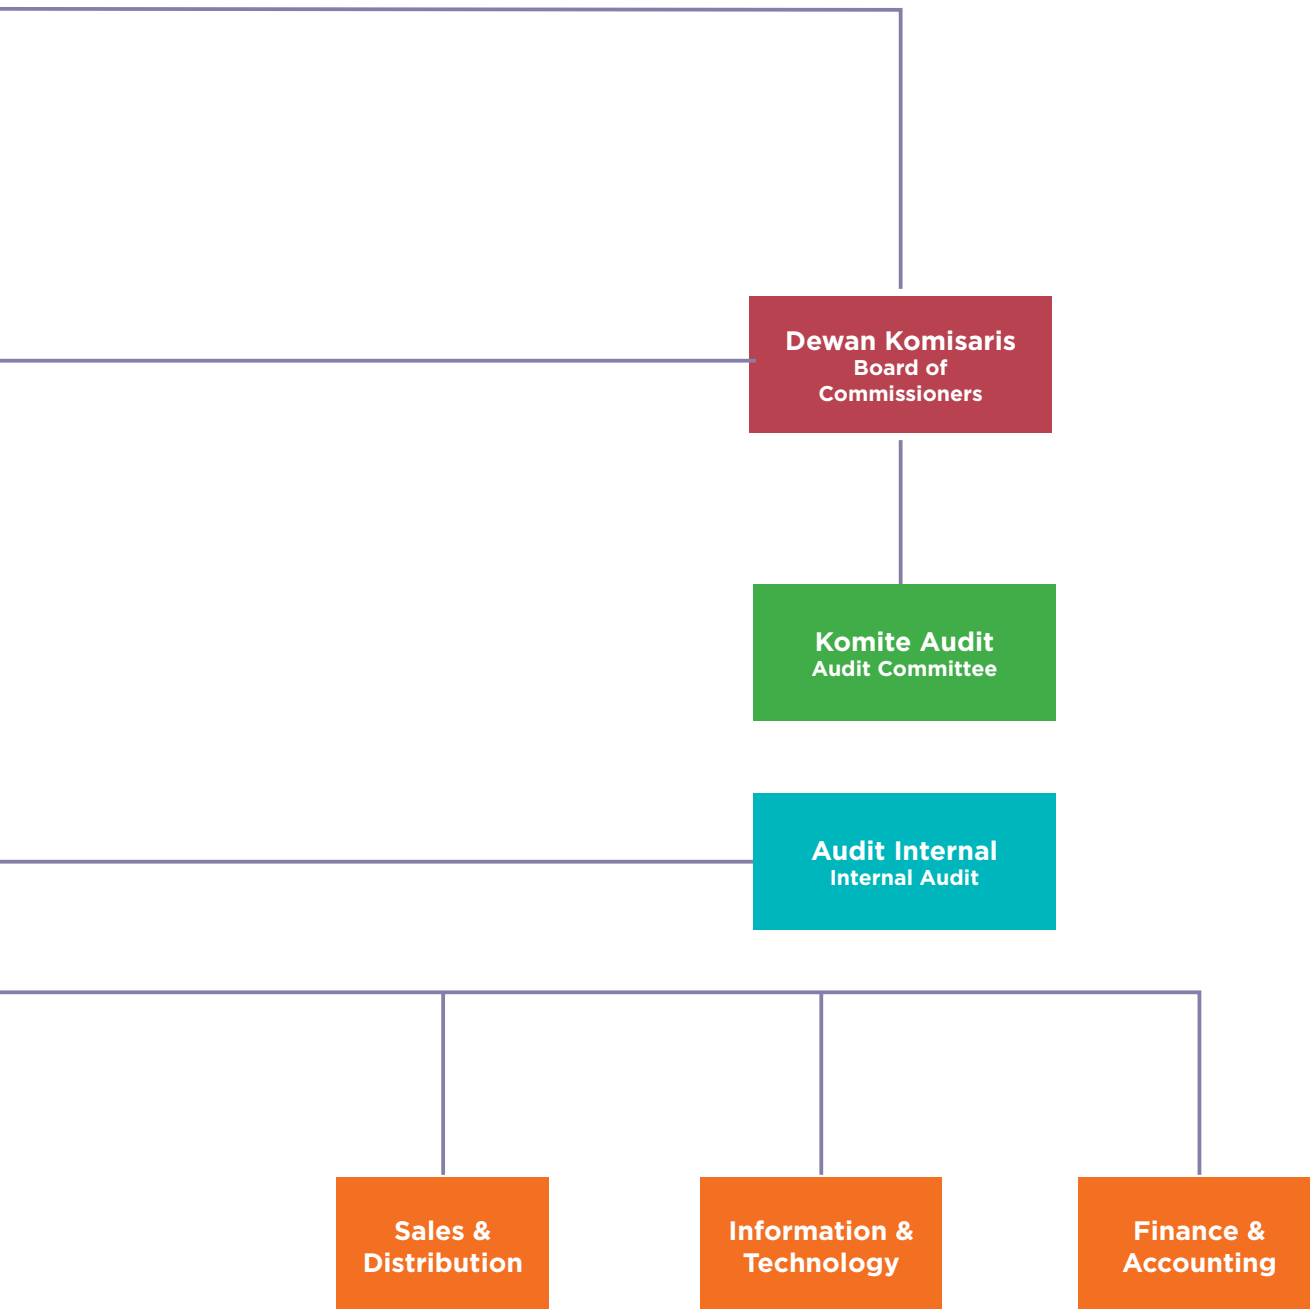 Dewan Komisaris
Board of
Commissioners
Komite Audit
Audit Committee
Audit Internal
Internal Audit
Sales &
Distribution
Information &
Technology
Finance &
Accounting